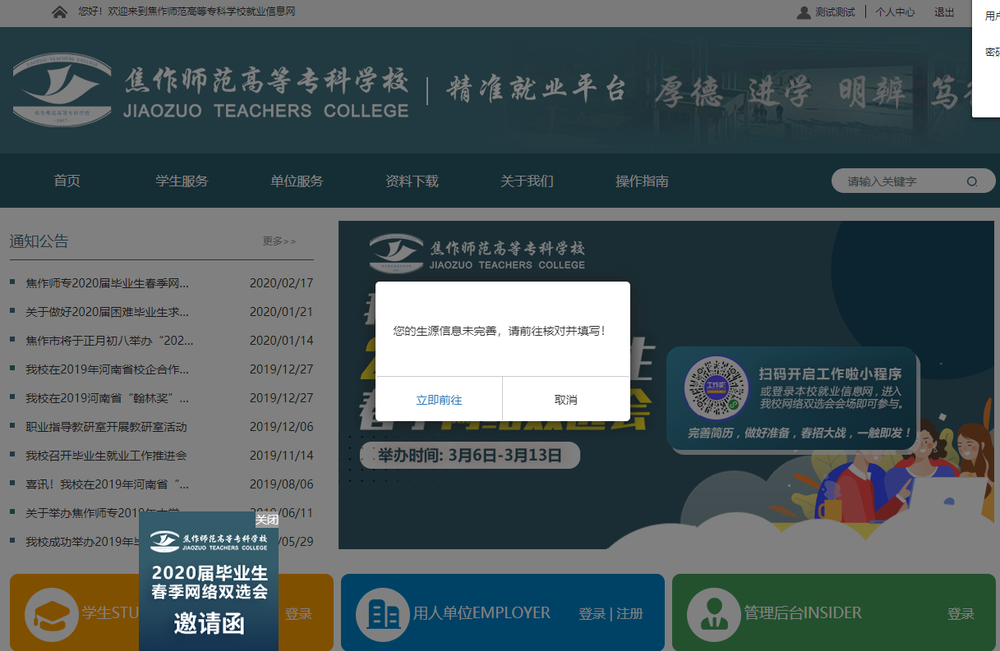 您好！欢迎来到焦作师范高等专科学校就业信息网
测试测试
个人中心
退出
焦作师范高等专科学校
JIAOZUO TEACHERS COLLEGE
精准就业平台
厚德 进学 明辨 笃
首页
学生服务
单位服务
资料下载
关于我们
操作指南
请输入关键字
通知公告
更多>>
焦作师专2020届毕业生春季网... 2020/02/17
关于做好2020届困难毕业生求... 2020/01/21
焦作市将于正月初八举办“202... 2020/01/14
我校在2019年河南省校企合作... 2019/12/27
我校在2019河南省“翰林奖”... 2019/12/27
职业指导教研室开展教研室活动 2019/12/06
我校召开毕业生就业工作推进会 2019/11/14
喜讯！我校在2019年河南省“... 2019/08/06
关于举办焦作师专2019年大学... /06/11
我校成功举办2019年 /05/29
焦作师范高等专科学校
JIAOZUO TEACHERS COLLEGE
您的生源信息未完善，请前往核对并填写！
立即前往
取消
举办时间: 3月6日-3月13日
工作啦
扫码开启工作啦小程序
或登录本校就业信息网，进入
我校网络双选会会场即可参与。
完善简历，做好准备，春招大战，一触即发！
关闭
焦作师范高等专科学校
JIAOZUO TEACHERS COLLEGE
2020届毕业生
春季网络双选会
邀请函
学生STU
登录
用人单位EMPLOYER
登录 | 注册
管理后台INSIDER
登录